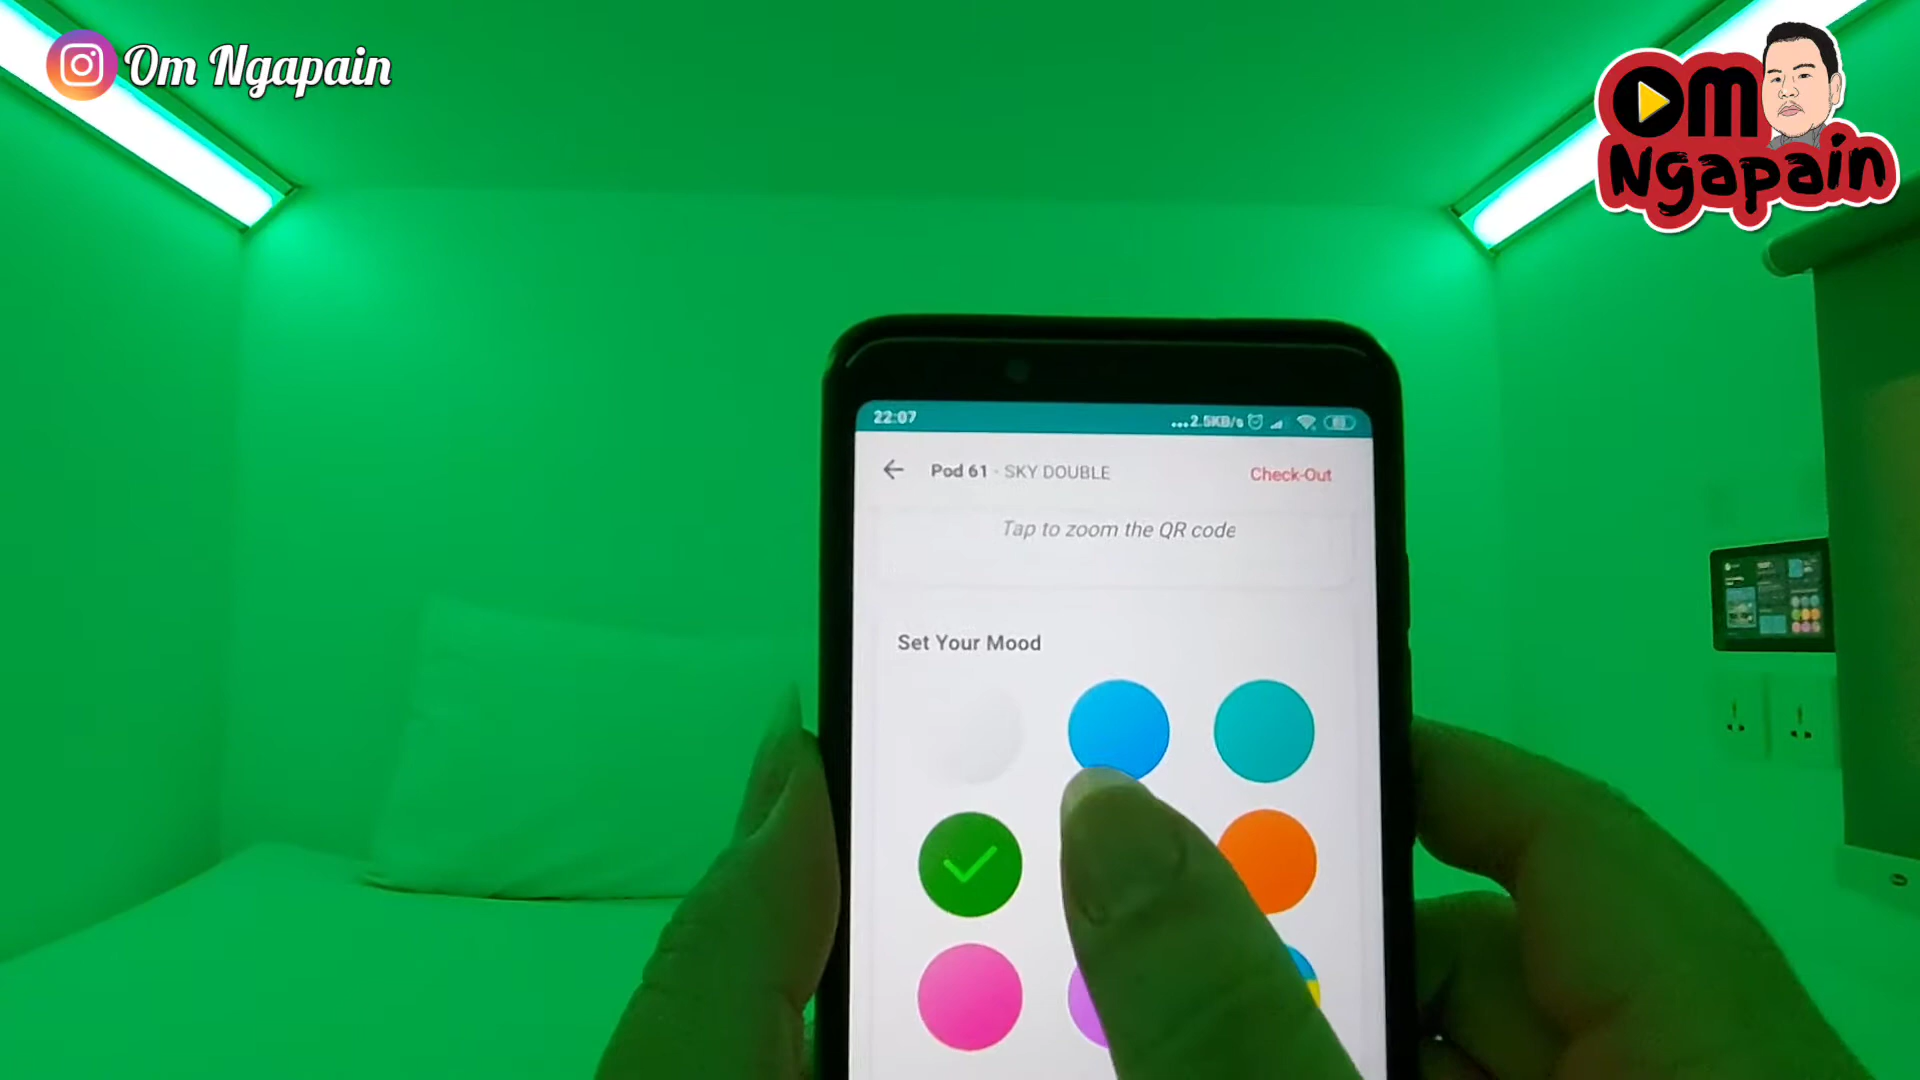 Om Ngapain
Om
Ngapain
22:07
...2.5KB/s
Pod 61 - SKY DOUBLE
Check-Out
Tap to zoom the QR code
Set Your Mood